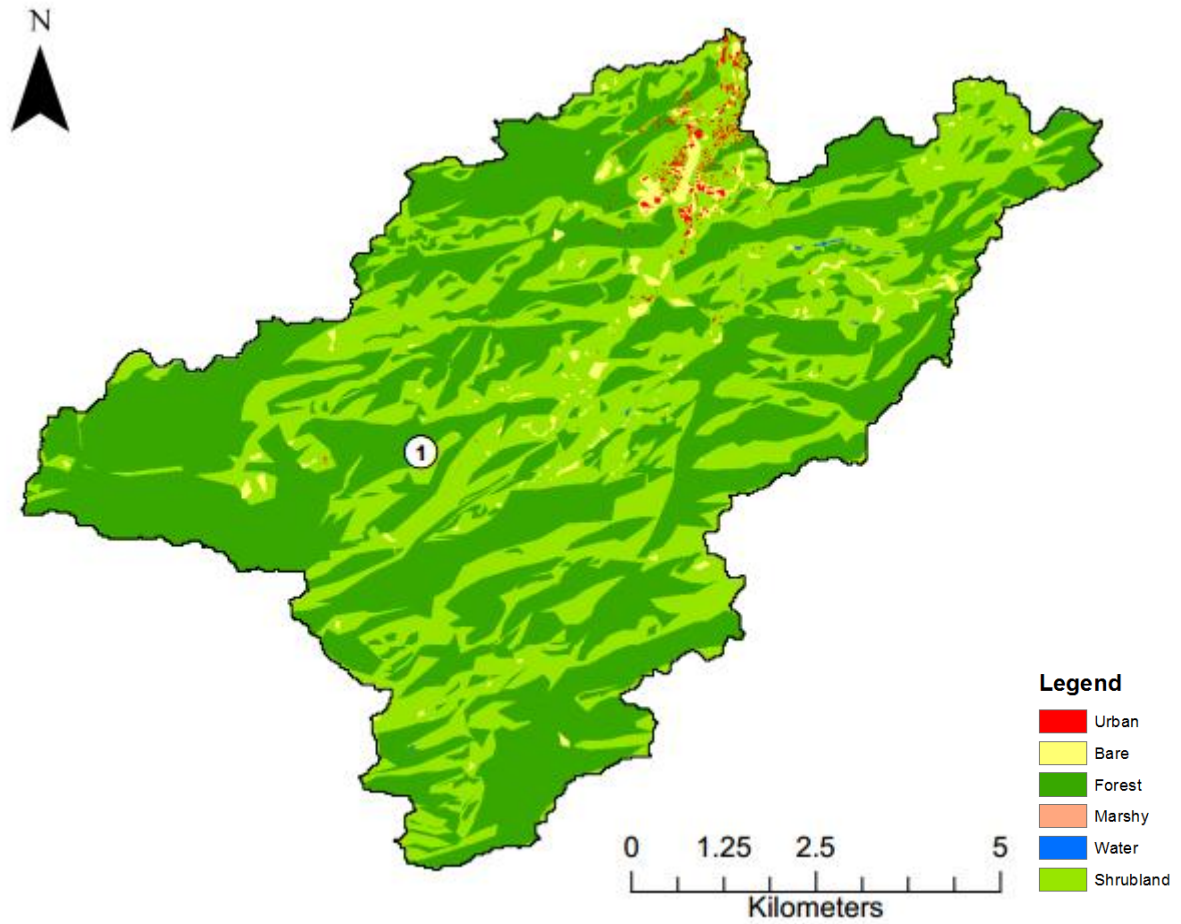 N
1
Legend
Urban
Bare
Forest
Marshy
Water
Shrubland
0 1.25 2.5 5
Kilometers